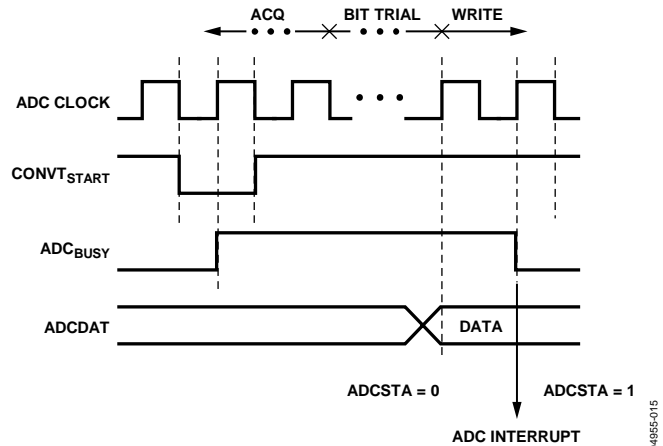 ACQ BIT TRIAL WRITE
ADC CLOCK
CONVTSTART
ADCBUSY
ADCDAT
DATA
ADCSTA = 0 ADCSTA = 1
ADC INTERRUPT
04955-015